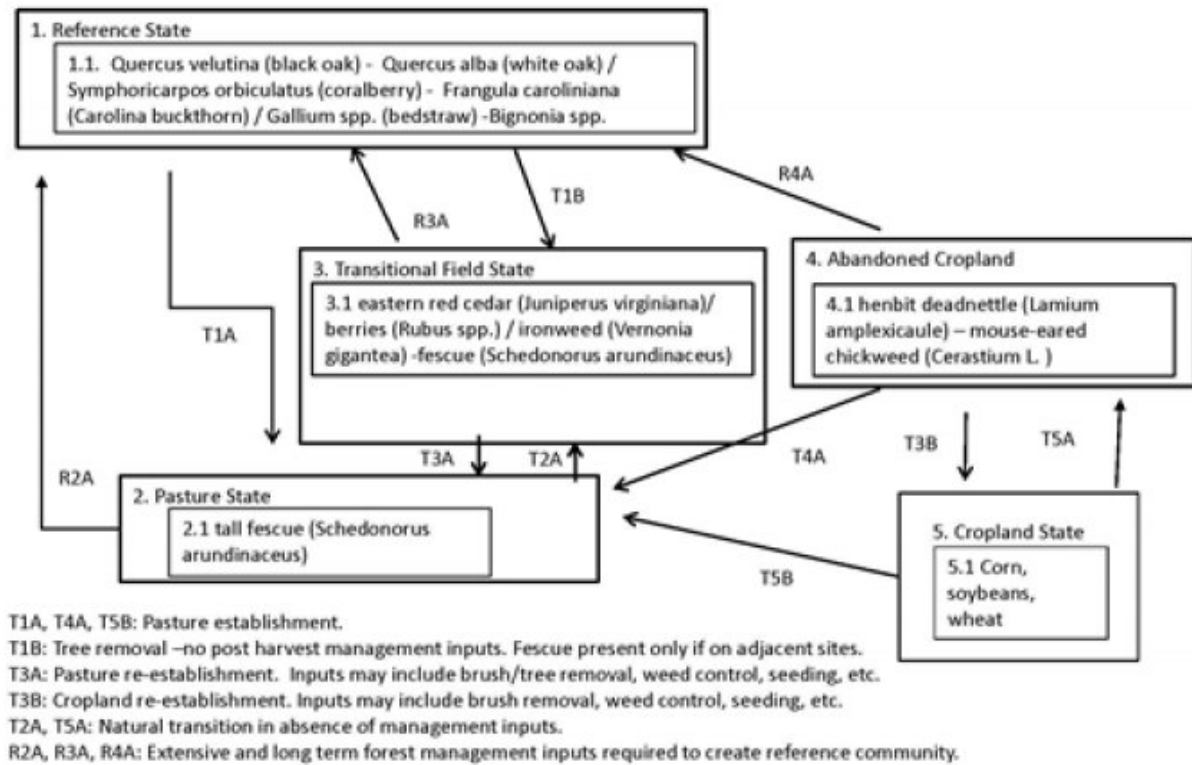 1. Reference State
1.1. Quercus velutina (black oak) - Quercus alba (white oak) /
Symphoricarpos orbiculatus (coralberry) - Frangula caroliniana
(Carolina buckthorn) / Gallium spp. (bedstraw) -Bignonia spp.
R4A
T1B
R3A
3. Transitional Field State
3.1 eastern red cedar (Juniperus virginiana)/
berries (Rubus spp.) / ironweed (Vernonia
gigantea) -fescue (Schedonorus arundinaceus)
4. Abandoned Cropland
4.1 henbit deadnettle (Lamium
amplexicaule) – mouse-eared
chickweed (Cerastium L. )
T1A
T3A
T2A
T4A
T3B
T5A
R2A
2. Pasture State
2.1 tall fescue (Schedonorus
arundinaceus)
5. Cropland State
5.1 Corn,
soybeans,
wheat
T5B
T1A, T4A, T5B: Pasture establishment.
T1B: Tree removal –no post harvest management inputs. Fescue present only if on adjacent sites.
T3A: Pasture re-establishment. Inputs may include brush/tree removal, weed control, seeding, etc.
T3B: Cropland re-establishment. Inputs may include brush removal, weed control, seeding, etc.
T2A, T5A: Natural transition in absence of management inputs.
R2A, R3A, R4A: Extensive and long term forest management inputs required to create reference community.